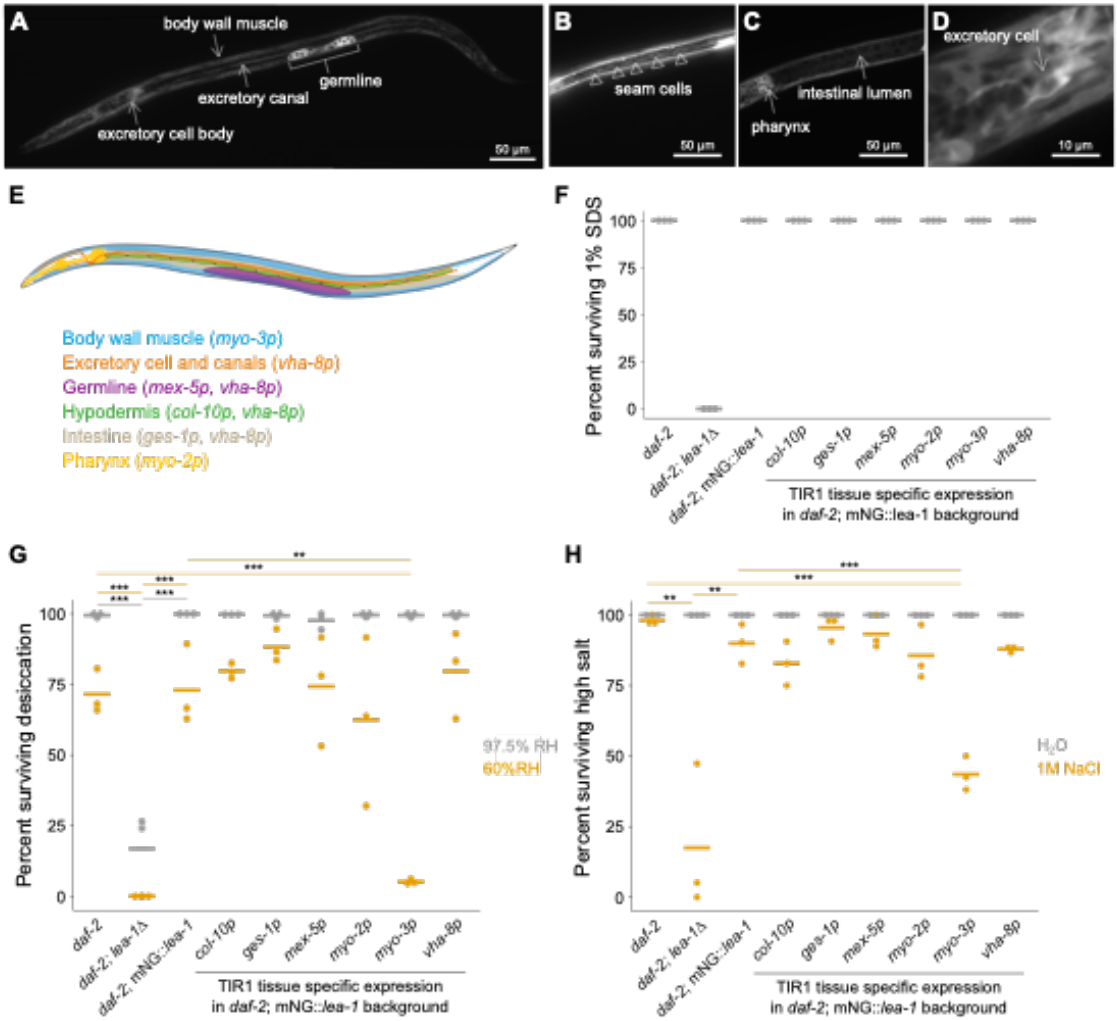 A
body wall muscle
germline
excretory canal
excretory cell body
50 µm
B
seam cells
50 µm
C
intestinal lumen
pharynx
50 µm
D
excretory cell
10 µm
E
Body wall muscle (myo-3p)
Excretory cell and canals (vha-8p)
Germline (mex-5p, vha-8p)
Hypodermis (col-10p, vha-8p)
Intestine (ges-1p, vha-8p)
Pharynx (myo-2p)
F
Percent surviving 1% SDS
100
75
50
25
0
daf-2
daf-2; lea-1Δ
daf-2; mNG::lea-1
col-10p
ges-1p
mex-5p
myo-2p
myo-3p
vha-8p
TIR1 tissue specific expression
in daf-2; mNG::lea-1 background
G
Percent surviving desiccation
100
75
50
25
0
**
***
***
***
***
***
97.5% RH
60%RH
daf-2
daf-2; lea-1Δ
daf-2; mNG::lea-1
col-10p
ges-1p
mex-5p
myo-2p
myo-3p
vha-8p
TIR1 tissue specific expression
in daf-2; mNG::lea-1 background
H
Percent surviving high salt
100
75
50
25
0
***
***
**
**
H₂O
1M NaCl
daf-2
daf-2; lea-1Δ
daf-2; mNG::lea-1
col-10p
ges-1p
mex-5p
myo-2p
myo-3p
vha-8p
TIR1 tissue specific expression
in daf-2; mNG::lea-1 background